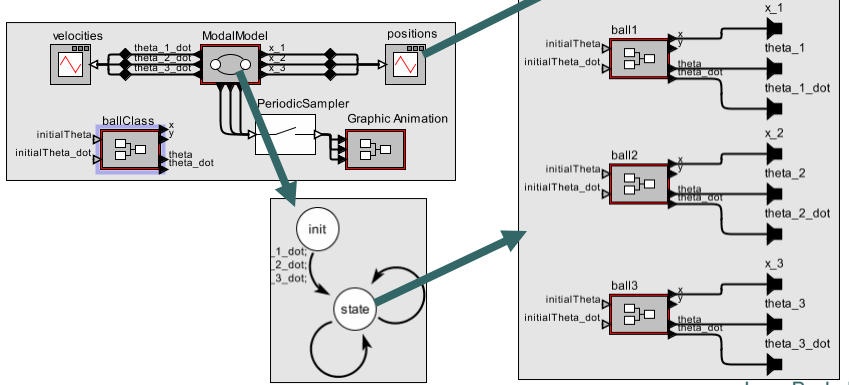 velocities
theta_1_dot
theta_2_dot
theta_3_dot
ModalModel
x_1
x_2
x_3
positions
ballClass
initialTheta
initialTheta_dot
x
y
theta
theta_dot
PeriodicSampler
Graphic Animation
init
_1_dot;
_2_dot;
_3_dot;
state
ball1
initialTheta
initialTheta_dot
x
y
theta
theta_dot
x_1
theta_1
theta_1_dot
ball2
initialTheta
initialTheta_dot
x
y
theta
theta_dot
x_2
theta_2
theta_2_dot
ball3
initialTheta
initialTheta_dot
x
y
theta
theta_dot
x_3
theta_3
theta_3_dot